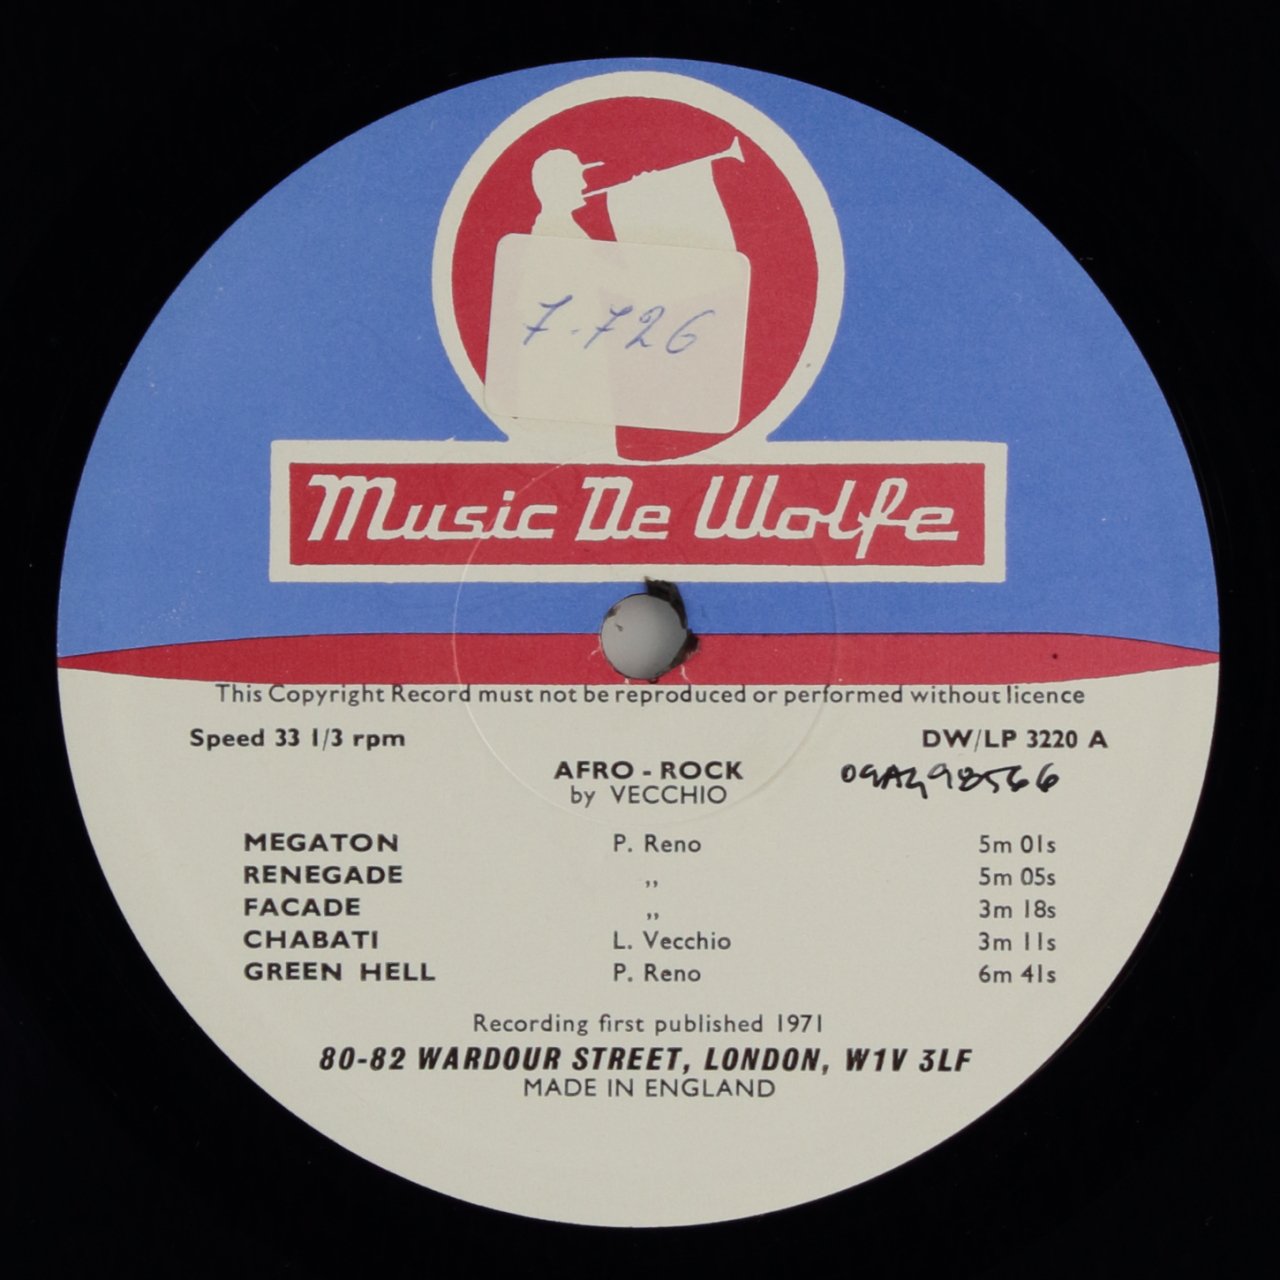 7.726
Music De Wolfe
This Copyright Record must not be reproduced or performed without licence
Speed 33 1/3 rpm DW/LP 3220 A
AFRO - ROCK
by VECCHIO
MEGATON P. Reno 5m 01s
RENEGADE ,, 5m 05s
FACADE ,, 3m 18s
CHABATI L. Vecchio 3m 11s
GREEN HELL P. Reno 6m 41s
Recording first published 1971
80-82 WARDOUR STREET, LONDON, W1V 3LF
MADE IN ENGLAND